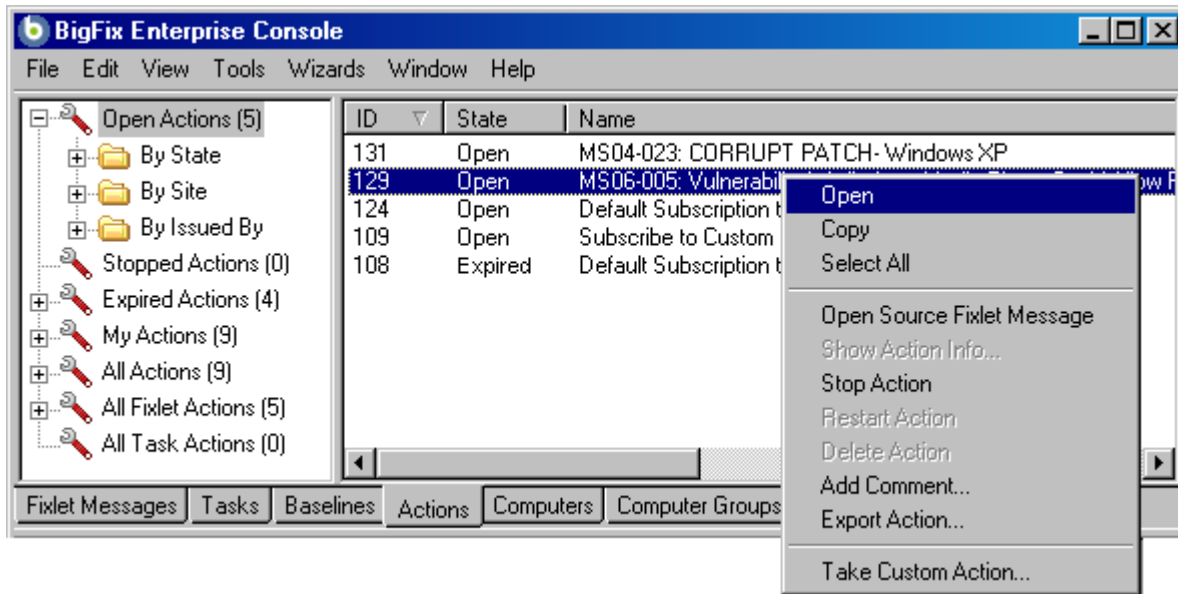 BigFix Enterprise Console
File Edit View Tools Wizards Window Help
Open Actions (5)
By State
By Site
By Issued By
Stopped Actions (0)
Expired Actions (4)
My Actions (9)
All Actions (9)
All Fixlet Actions (5)
All Task Actions (0)
ID State Name
131 Open MS04-023: CORRUPT PATCH- Windows XP
129 Open MS06-005:
124 Open Default Subscription
109 Open Subscribe to Custom
108 Expired Default Subscription
Open
Copy
Select All
Open Source Fixlet Message
Show Action Info...
Stop Action
Restart Action
Delete Action
Add Comment...
Export Action...
Take Custom Action...
Fixlet Messages Tasks Baselines Actions Computers Computer Groups